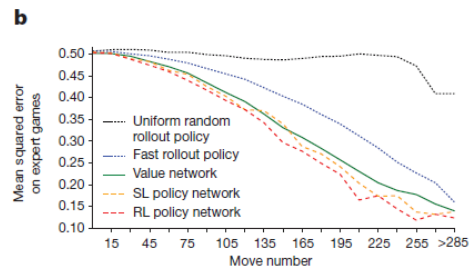 b
Mean squared error
on expert games
0.50
0.45
0.40
0.35
0.30
0.25
0.20
0.15
0.10
Uniform random
rollout policy
Fast rollout policy
Value network
SL policy network
RL policy network
15 45 75 105 135 165 195 225 255 >285
Move number